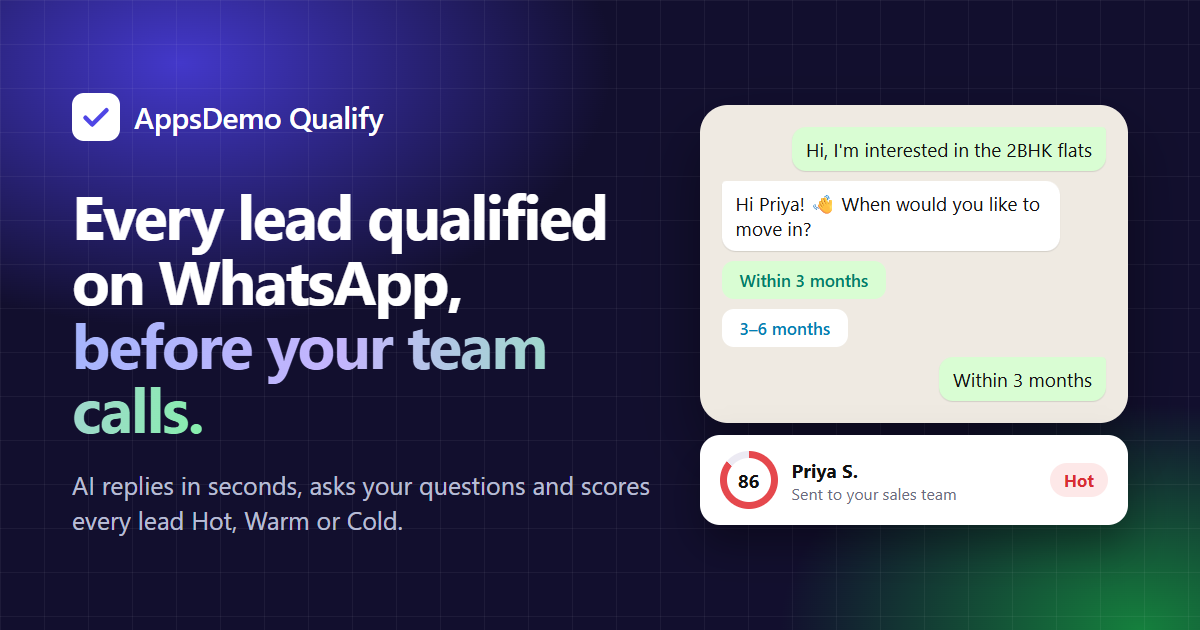 AppsDemo Qualify
Every lead qualified
on WhatsApp,
before your team
calls.
AI replies in seconds, asks your questions and scores
every lead Hot, Warm or Cold.
Hi, I'm interested in the 2BHK flats
Hi Priya! 👋 When would you like to
move in?
Within 3 months
3–6 months
Within 3 months
86
Priya S.
Sent to your sales team
Hot